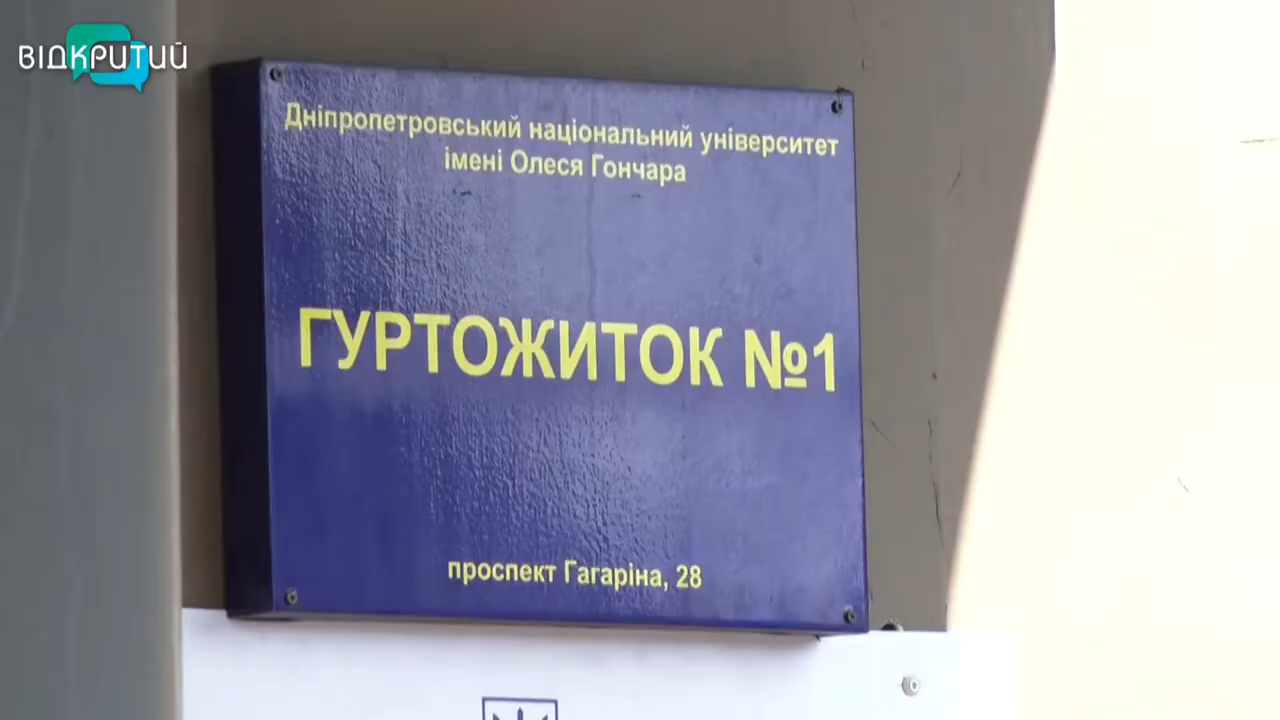 ВІДКРИТИЙ
Дніпропетровський національний університет
імені Олеся Гончара
ГУРТОЖИТОК №1
проспект Гагаріна, 28